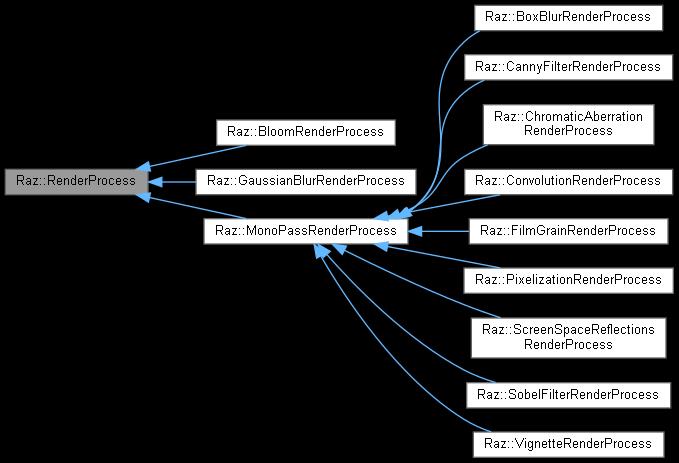 Raz::BoxBlurRenderProcess
Raz::CannyFilterRenderProcess
Raz::ChromaticAberration
RenderProcess
Raz::BloomRenderProcess
Raz::RenderProcess
Raz::GaussianBlurRenderProcess
Raz::ConvolutionRenderProcess
Raz::MonoPassRenderProcess
Raz::FilmGrainRenderProcess
Raz::PixelizationRenderProcess
Raz::ScreenSpaceReflections
RenderProcess
Raz::SobelFilterRenderProcess
Raz::VignetteRenderProcess